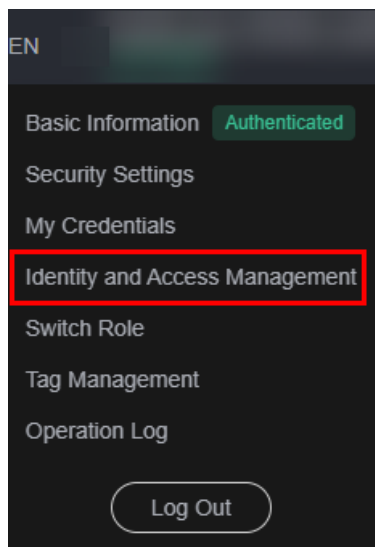 EN
Basic Information Authenticated
Security Settings
My Credentials
Identity and Access Management
Switch Role
Tag Management
Operation Log
Log Out